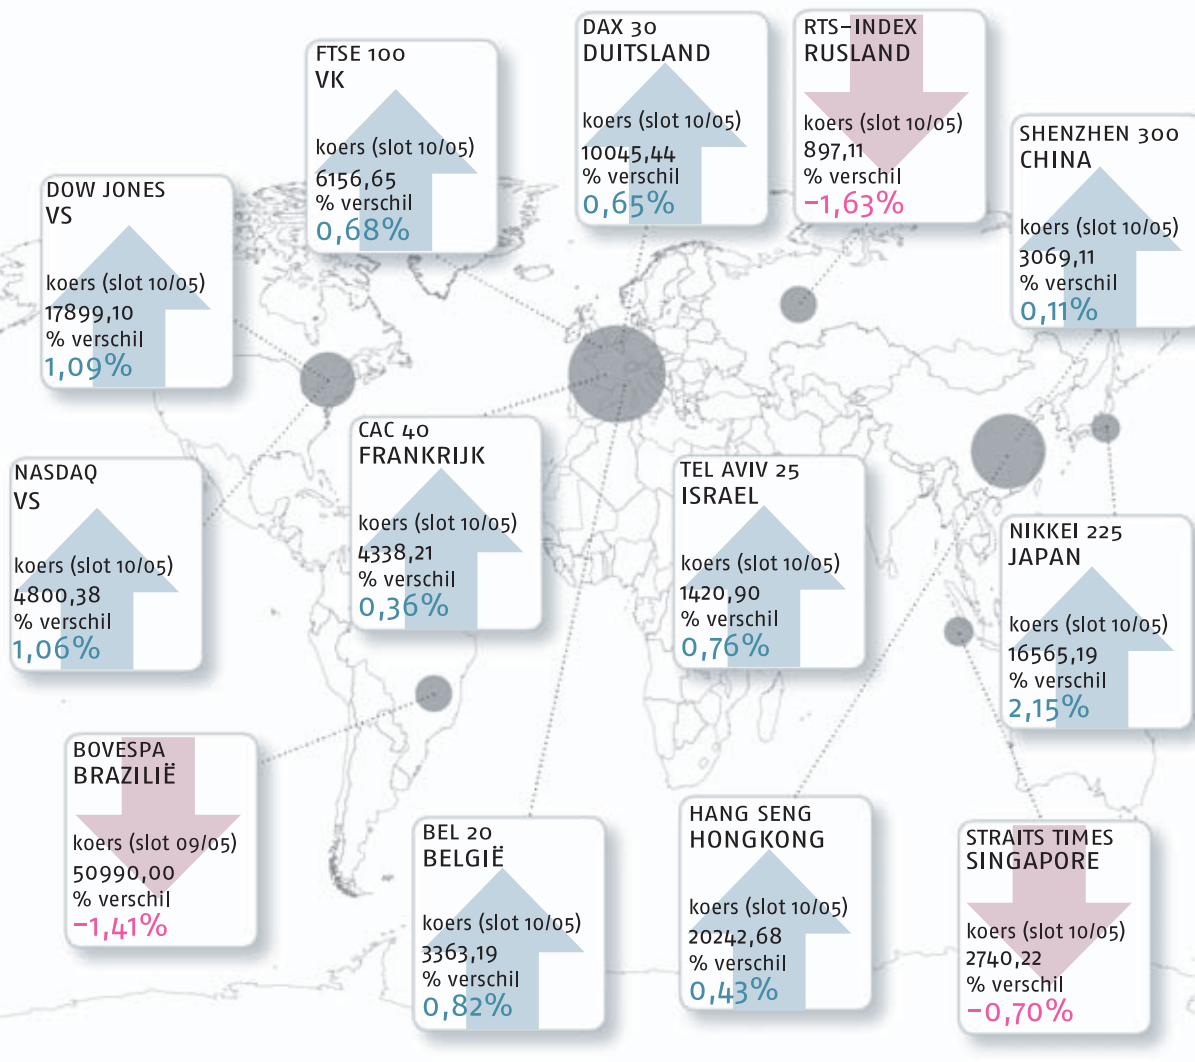 FTSE 100
VK
koers (slot 10/05)
6156,65
% verschil
0,68%
DAX 30
DUITSLAND
koers (slot 10/05)
10045,44
% verschil
0,65%
RTS-INDEX
RUSLAND
koers (slot 10/05)
897,11
% verschil
-1,63%
SHENZHEN 300
CHINA
koers (slot 10/05)
3069,11
% verschil
0,11%
DOW JONES
VS
koers (slot 10/05)
17899,10
% verschil
1,09%
NASDAQ
VS
koers (slot 10/05)
4800,38
% verschil
1,06%
CAC 40
FRANKRIJK
koers (slot 10/05)
4338,21
% verschil
0,36%
TEL AVIV 25
ISRAEL
koers (slot 10/05)
1420,90
% verschil
0,76%
NIKKEI 225
JAPAN
koers (slot 10/05)
16565,19
% verschil
2,15%
BOVESPA
BRAZILIË
koers (slot 09/05)
50990,00
% verschil
-1,41%
BEL 20
BELGIË
koers (slot 10/05)
3363,19
% verschil
0,82%
HANG SENG
HONGKONG
koers (slot 10/05)
20242,68
% verschil
0,43%
STRAITS TIMES
SINGAPORE
koers (slot 10/05)
2740,22
% verschil
-0,70%